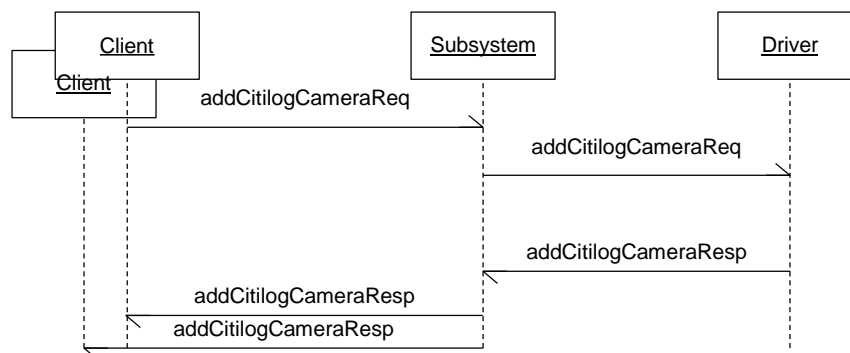 Client
Subsystem
Driver
Client
addCitilogCameraReq
addCitilogCameraReq
addCitilogCameraResp
addCitilogCameraResp
addCitilogCameraResp